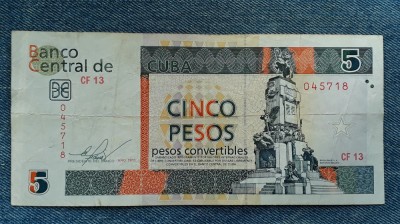 Banco
Central de CUBA
CF 13
5
045718
045718
CINCO
PESOS
pesos convertibles
CF 13
5